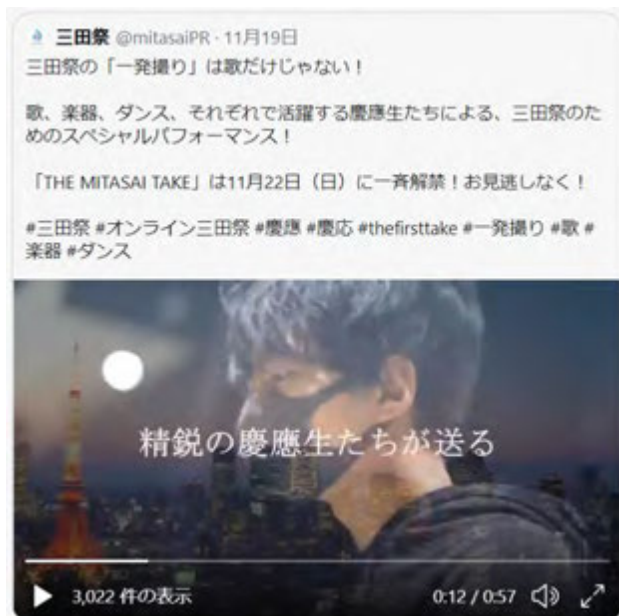 三田祭 @mitasaiPR · 11月19日
三田祭の「一発撮り」は歌だけじゃない！
歌、楽器、ダンス、それぞれで活躍する慶應生たちによる、三田祭のた
めのスペシャルパフォーマンス！
「THE MITASAI TAKE」は11月22日（日）に一斉解禁！お見逃しなく！
#三田祭 #オンライン三田祭 #慶應 #慶応 #thefirsttake #一発撮り #歌 #
楽器 #ダンス
精鋭の慶應生たちが送る
3,022 件の表示
0:12 / 0:57